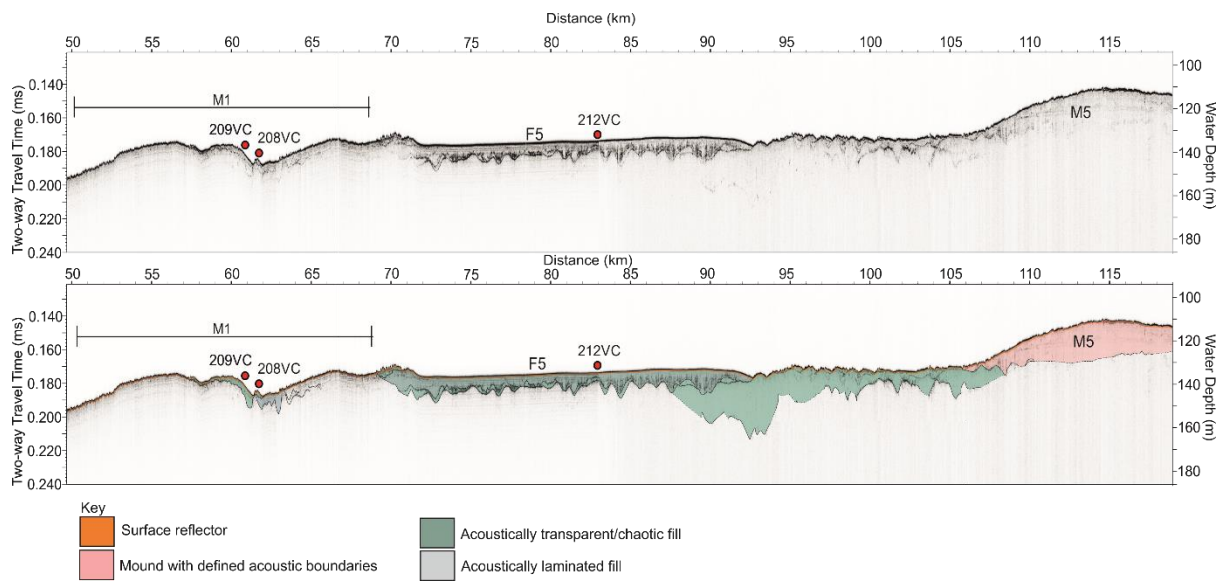 Distance (km)
50 55 60 65 70 75 80 85 90 95 100 105 110 115
Two-way Travel Time (ms)
0.140
0.160
0.180
0.200
0.220
0.240
Water Depth (m)
100
120
140
160
180
M1
209VC
208VC
F5
212VC
M5
Distance (km)
50 55 60 65 70 75 80 85 90 95 100 105 110 115
Two-way Travel Time (ms)
0.140
0.160
0.180
0.200
0.220
0.240
Water Depth (m)
100
120
140
160
180
M1
209VC
208VC
F5
212VC
M5
Key
Surface reflector
Mound with defined acoustic boundaries
Acoustically transparent/chaotic fill
Acoustically laminated fill